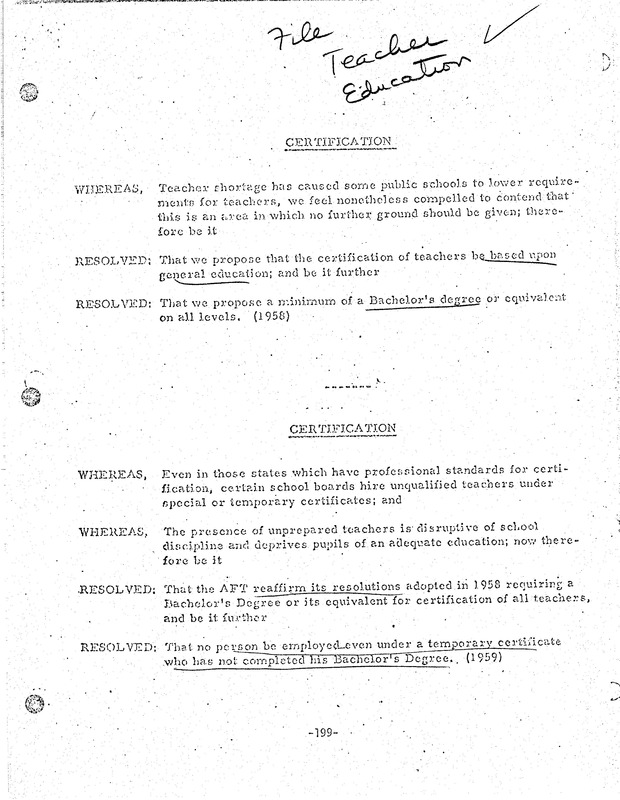 File ✓
Teacher
Education
CERTIFICATION
WHEREAS, Teacher shortage has caused some public schools to lower require-
ments for teachers, we feel nonetheless compelled to contend that
this is an area in which no further ground should be given; there-
fore be it
RESOLVED: That we propose that the certification of teachers be based upon
general education; and be it further
RESOLVED: That we propose a minimum of a Bachelor's degree or equivalent
on all levels. (1958)
-------
CERTIFICATION
WHEREAS, Even in those states which have professional standards for certi-
fication, certain school boards hire unqualified teachers under
special or temporary certificates; and
WHEREAS, The presence of unprepared teachers is disruptive of school
discipline and deprives pupils of an adequate education; now there-
fore be it
RESOLVED: That the AFT reaffirm its resolutions adopted in 1958 requiring a
Bachelor's Degree or its equivalent for certification of all teachers,
and be it further
RESOLVED: That no person be employed even under a temporary certificate
who has not completed his Bachelor's Degree. (1959)
-199-